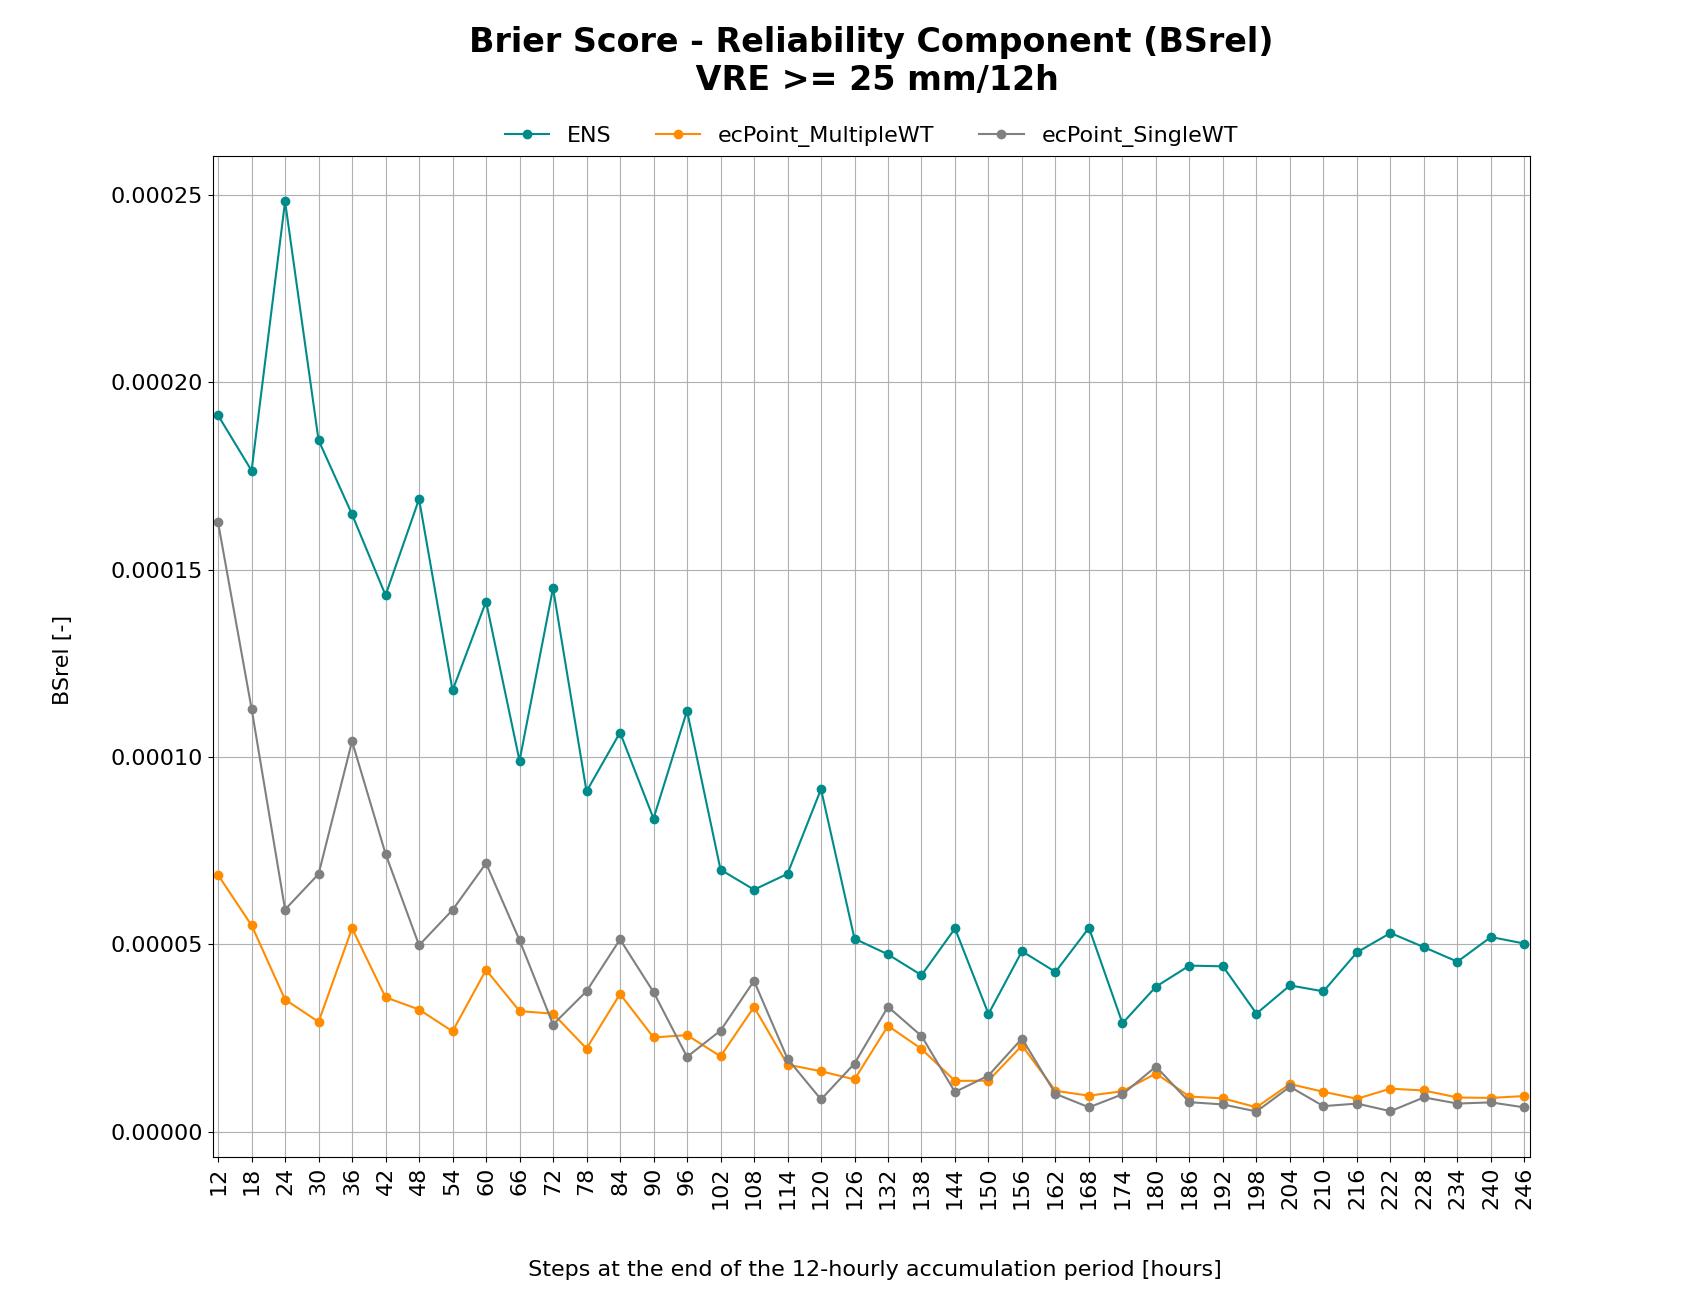 Brier Score - Reliability Component (BSrel)
VRE >= 25 mm/12h
ENS ecPoint_MultipleWT ecPoint_SingleWT
0.00025
0.00020
0.00015
0.00010
0.00005
0.00000
BSrel [-]
12 18 24 30 36 42 48 54 60 66 72 78 84 90 96 102 108 114 120 126 132 138 144 150 156 162 168 174 180 186 192 198 204 210 216 222 228 234 240 246
Steps at the end of the 12-hourly accumulation period [hours]